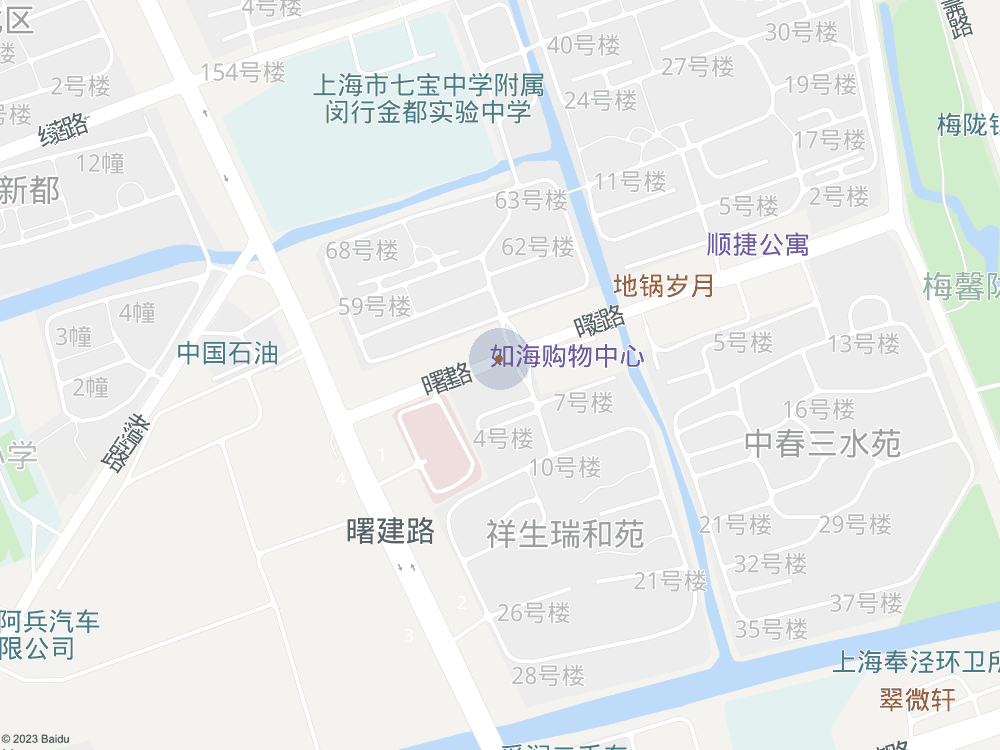 4号楼
40号楼
30号楼
154号楼
27号楼
2号楼
19号楼
上海市七宝中学附属
闵行金都实验中学
24号楼
号楼
梅陇镇
17号楼
12幢
新都
11号楼
63号楼
5号楼
2号楼
68号楼
62号楼
顺捷公寓
地锅岁月
梅馨陇
59号楼
4幢
3幢
中国石油
如海购物中心
5号楼
13号楼
2幢
曙建路
7号楼
16号楼
4号楼
中春三水苑
10号楼
祥生瑞和苑
21号楼
29号楼
32号楼
21号楼
26号楼
37号楼
35号楼
阿兵汽车
限公司
28号楼
上海奉泾环卫所
翠微轩
4
2
3
© 2023 Baidu